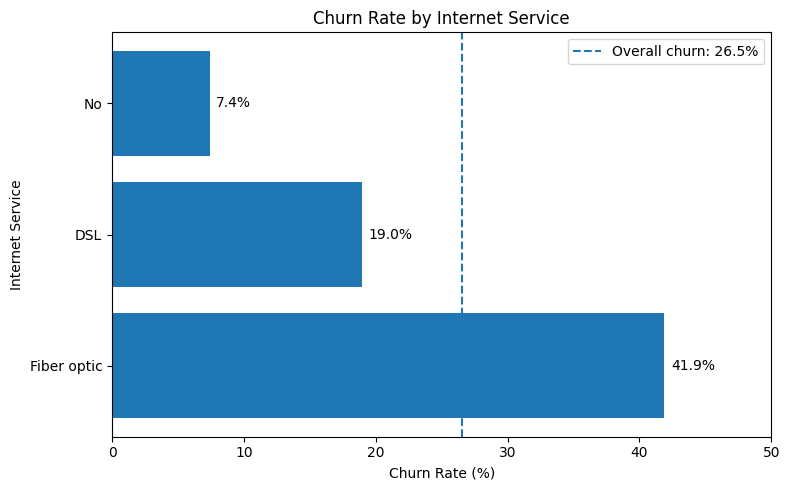 Churn Rate by Internet Service
Overall churn: 26.5%
No
7.4%
DSL
19.0%
Fiber optic
41.9%
Internet Service
0 10 20 30 40 50
Churn Rate (%)